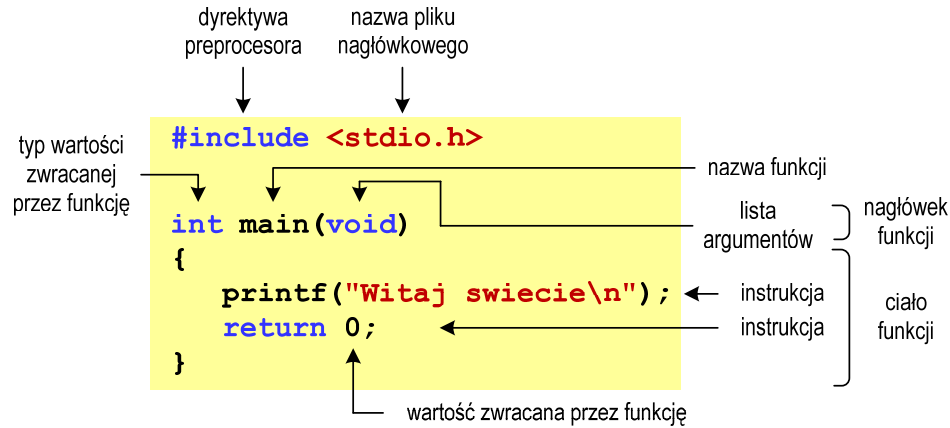 dyrektywa
preprocesora
nazwa pliku
nagłówkowego
#include <stdio.h>
typ wartości
zwracanej
przez funkcję
nazwa funkcji
int main(void)
lista
argumentów
nagłówek
funkcji
{
printf("Witaj swiecie\n");
instrukcja
return 0;
instrukcja
ciało
funkcji
}
wartość zwracana przez funkcję